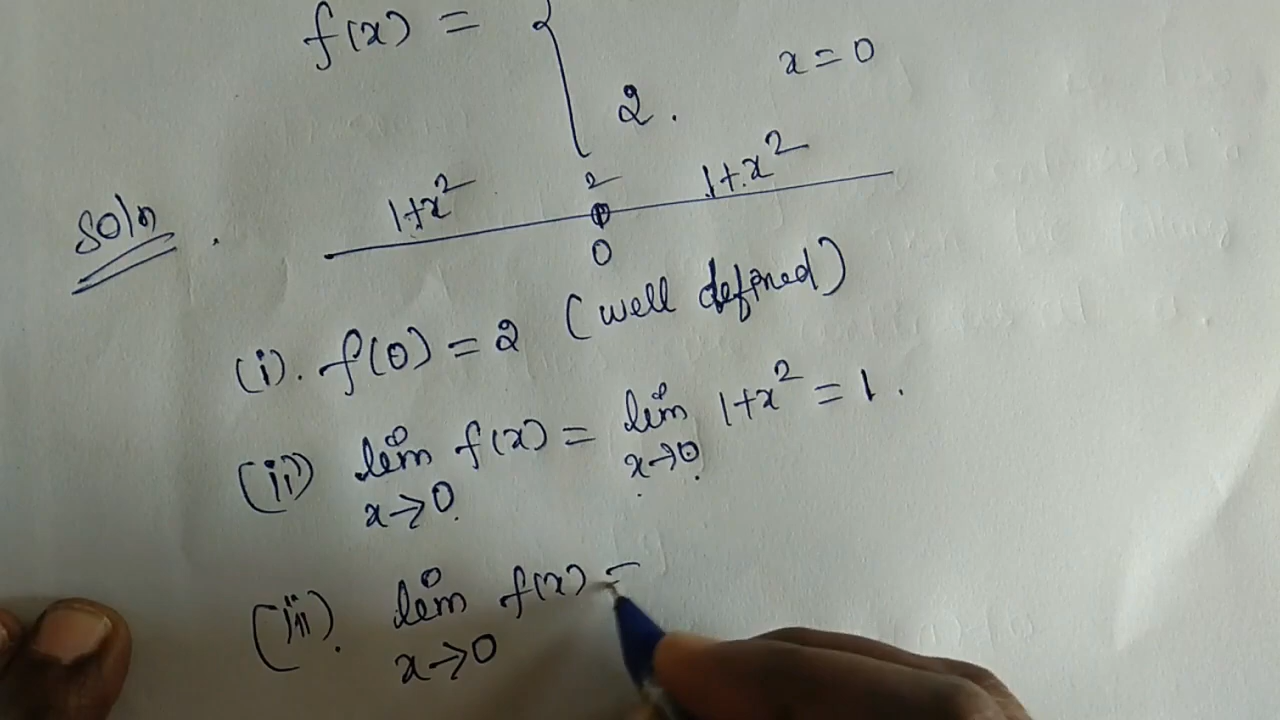 f(x) = {
x = 0
2.
1+x² 2 1+x²
Soln.
0
(i). f(0) = 2 (well defined)
(ii) lim f(x) = lim 1+x² = 1.
x→0 x→0
(iii). lim f(x) =
x→0